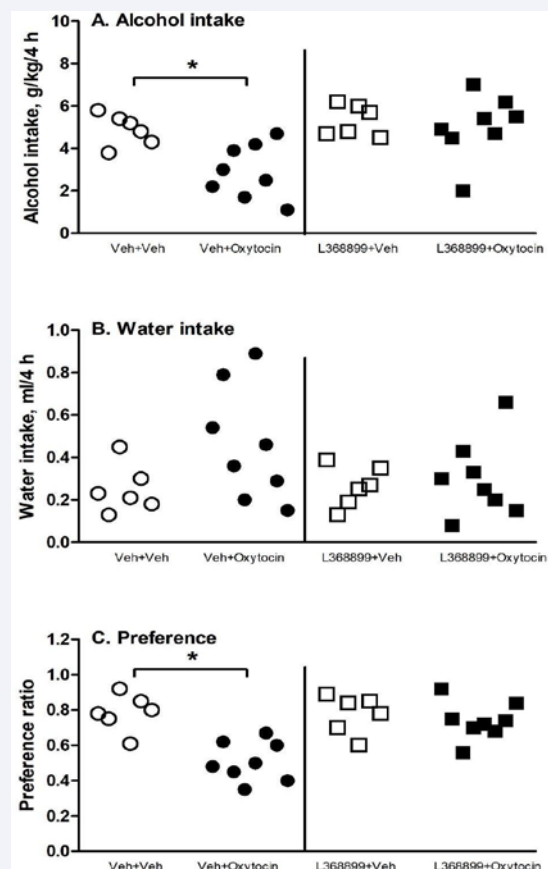 A. Alcohol intake
Alcohol intake, g/kg/4 h
10
8
6
4
2
0
*
Veh+Veh
Veh+Oxytocin
L368899+Veh
L368899+Oxytocin
B. Water intake
Water intake, ml/4 h
1.0
0.8
0.6
0.4
0.2
0.0
Veh+Veh
Veh+Oxytocin
L368899+Veh
L368899+Oxytocin
C. Preference
Preference ratio
1.2
1.0
0.8
0.6
0.4
0.2
0.0
*
Veh+Veh
Veh+Oxytocin
L368899+Veh
L368899+Oxytocin